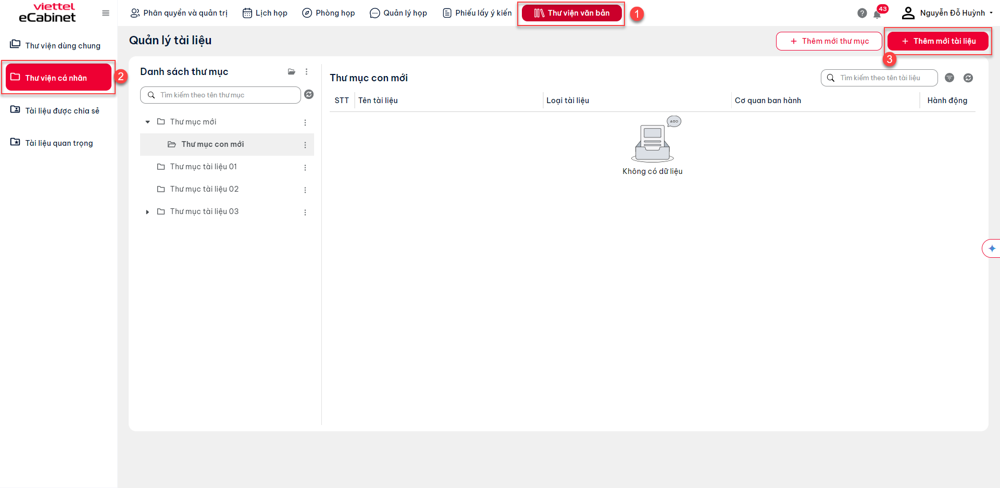 viettel
eCabinet
Phân quyền và quản trị
Lịch họp
Phòng họp
Quản lý họp
Phiếu lấy ý kiến
Thư viện văn bản
1
?
43
Nguyễn Đỗ Huỳnh
Thư viện dùng chung
Thư viện cá nhân
2
Tài liệu được chia sẻ
Tài liệu quan trọng
Quản lý tài liệu
+ Thêm mới thư mục
+ Thêm mới tài liệu
3
Danh sách thư mục
Tìm kiếm theo tên thư mục
Thư mục mới
Thư mục con mới
Thư mục tài liệu 01
Thư mục tài liệu 02
Thư mục tài liệu 03
Thư mục con mới
Tìm kiếm theo tên tài liệu
STT Tên tài liệu Loại tài liệu Cơ quan ban hành Hành động
Không có dữ liệu